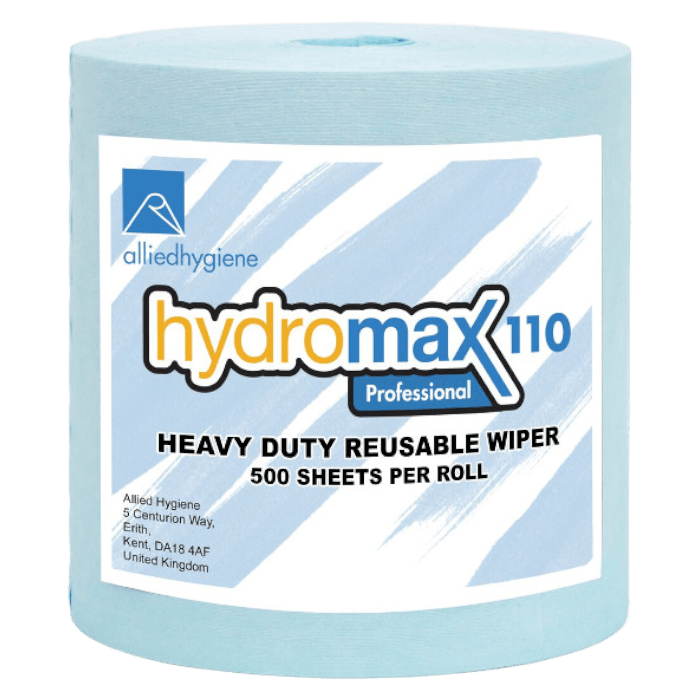 alliedhygiene
hydromax 110
Professional
HEAVY DUTY REUSABLE WIPER
500 SHEETS PER ROLL
Allied Hygiene
5 Centurion Way,
Erith,
Kent, DA18 4AF
United Kingdom